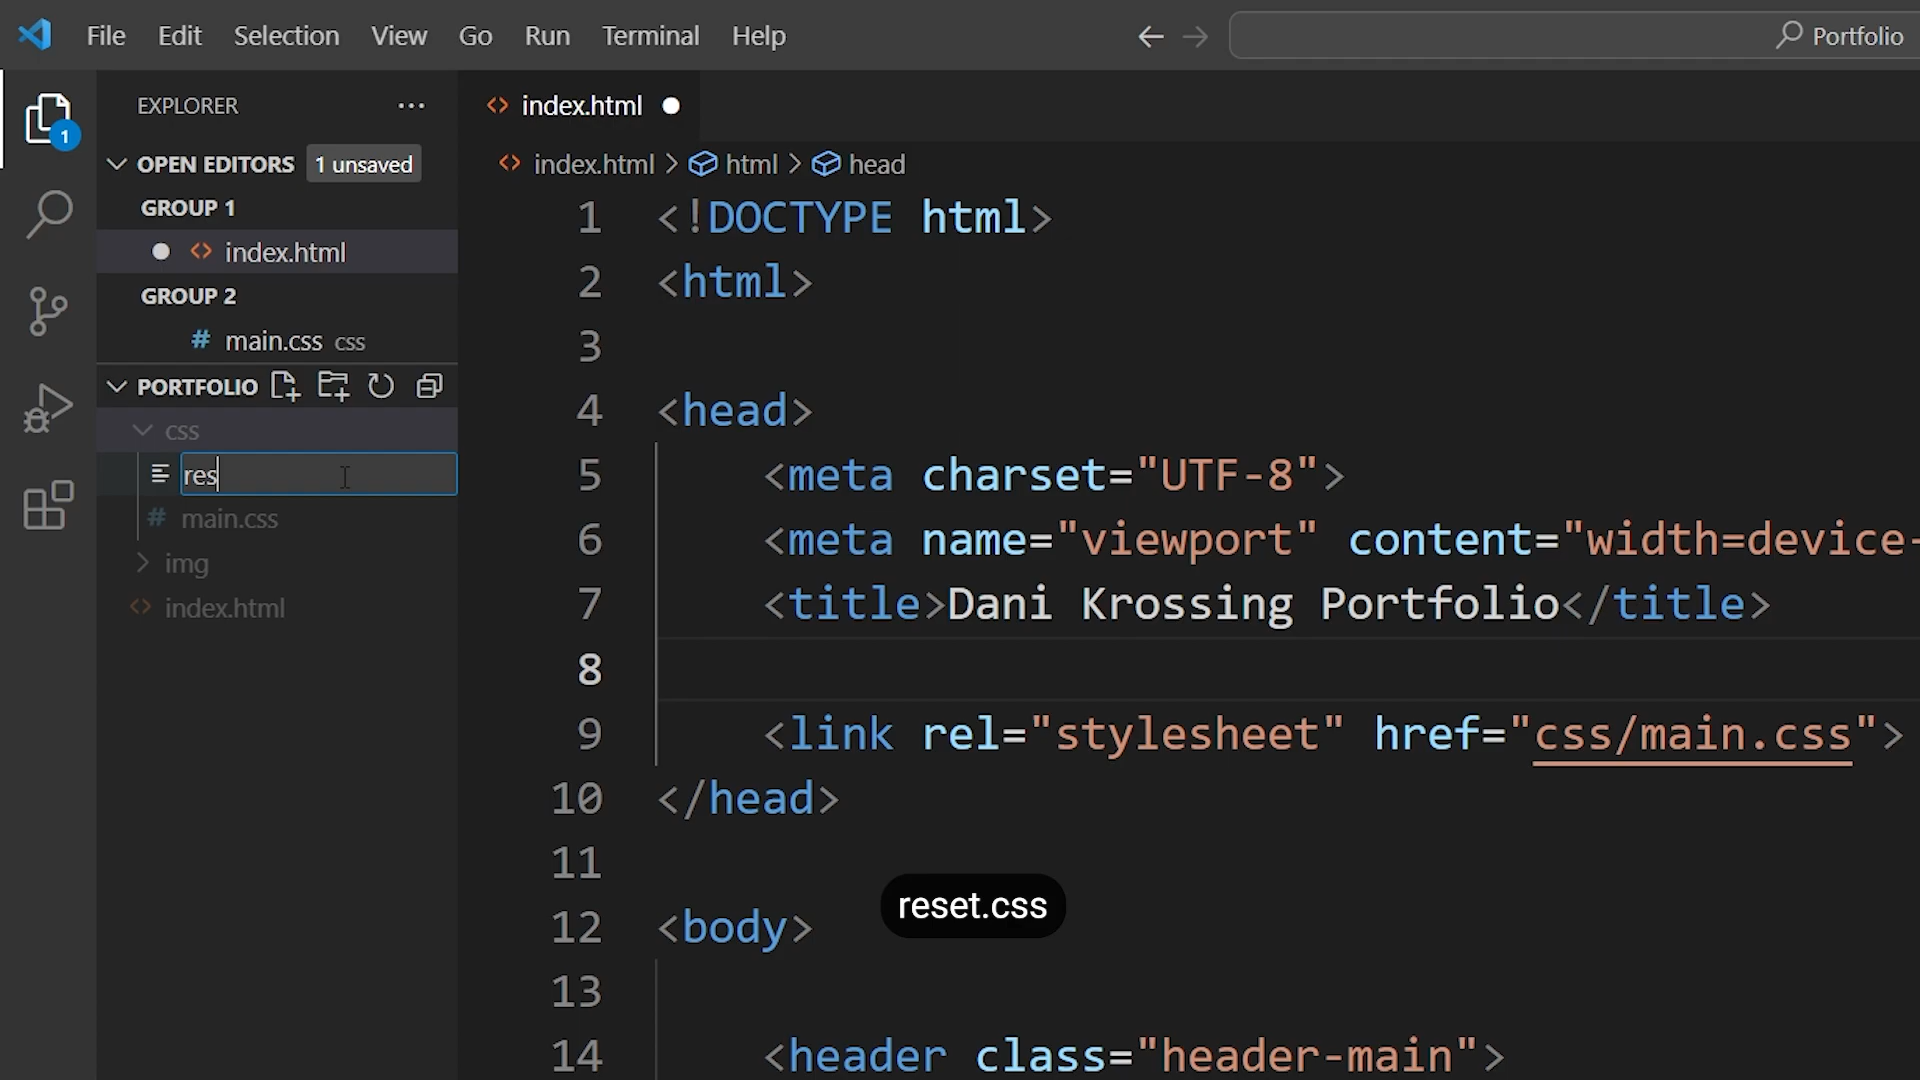 File Edit Selection View Go Run Terminal Help Portfolio
EXPLORER ...
OPEN EDITORS 1 unsaved
GROUP 1
index.html
GROUP 2
# main.css css
PORTFOLIO
css
res
# main.css
img
index.html
1
index.html
index.html > html > head
1 <!DOCTYPE html>
2 <html>
3
4 <head>
5 <meta charset="UTF-8">
6 <meta name="viewport" content="width=device-
7 <title>Dani Krossing Portfolio</title>
8
9 <link rel="stylesheet" href="css/main.css">
10 </head>
11
12 <body>
13
14 <header class="header-main">
reset.css